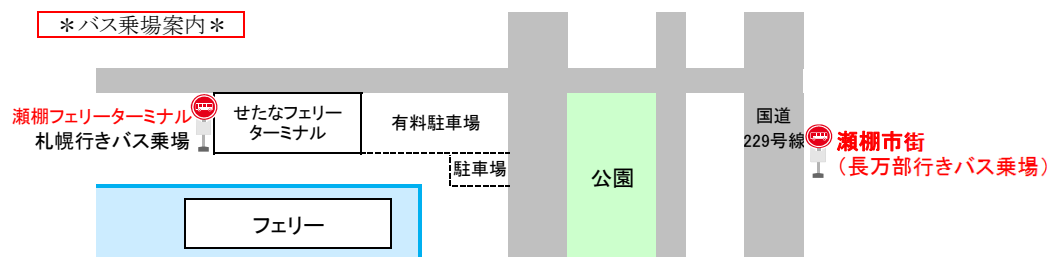 ＊バス乗場案内＊
瀬棚フェリーターミナル
札幌行きバス乗場
せたなフェリー
ターミナル
有料駐車場
駐車場
フェリー
公園
国道
229号線
瀬棚市街
（長万部行きバス乗場）